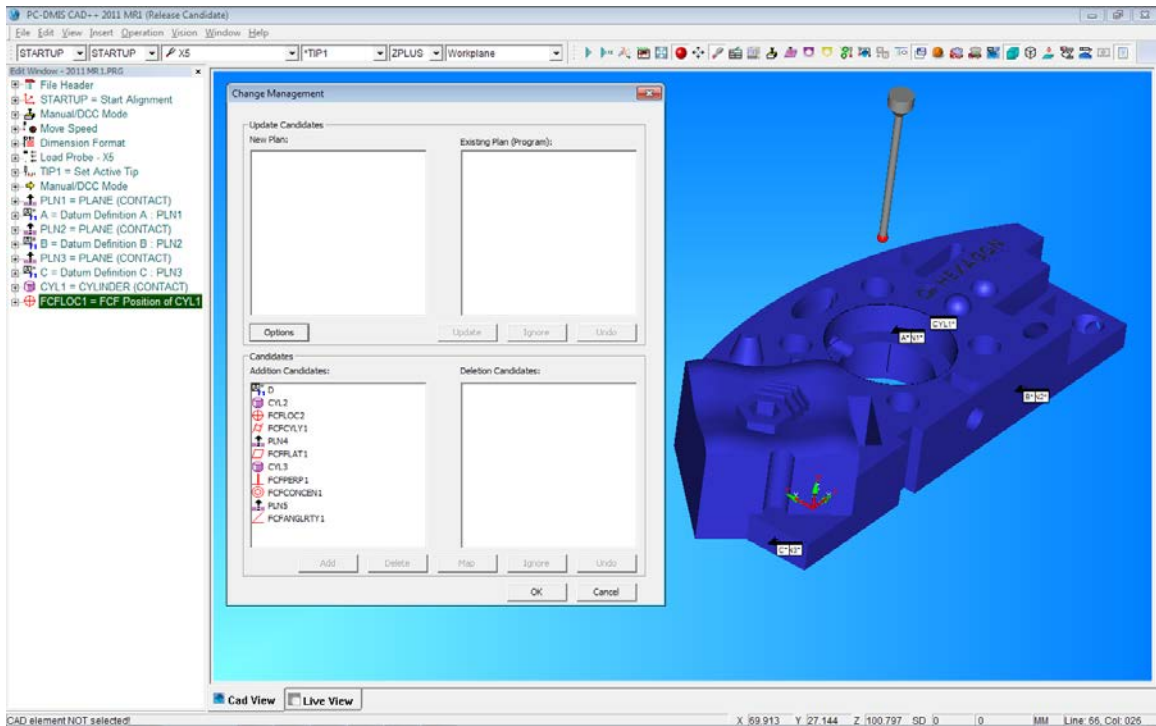 PC-DMIS CAD++ 2011 MR1 (Release Candidate)
File Edit View Insert Operation Vision Window Help
STARTUP STARTUP X5 *TIP1 ZPLUS Workplane
Edit Window - 2011 MR1.PRG x
File Header
STARTUP = Start Alignment
Manual/DCC Mode
Move Speed
Dimension Format
Load Probe - X5
TIP1 = Set Active Tip
Manual/DCC Mode
PLN1 = PLANE (CONTACT)
A = Datum Definition A : PLN1
PLN2 = PLANE (CONTACT)
B = Datum Definition B : PLN2
PLN3 = PLANE (CONTACT)
C = Datum Definition C : PLN3
CYL1 = CYLINDER (CONTACT)
FCFLOC1 = FCF Position of CYL1
Change Management
Update Candidates
New Plan: Existing Plan (Program):
Options Update Ignore Undo
Candidates
Addition Candidates: Deletion Candidates:
D
CYL2
FCFLOC2
FCFCYLY1
PLN4
FCFFLAT1
CYL3
FCFPERP1
FCFCONCEN1
PLN5
FCFANGLRTY1
Add Delete Map Ignore Undo
OK Cancel
HEXAGON
CYL1*
A* N1*
B* N2*
C* N3*
Cad View Live View
CAD element NOT selected! X 69.913 Y 27.144 Z 100.797 SD 0 0 MM Line: 66, Col: 026